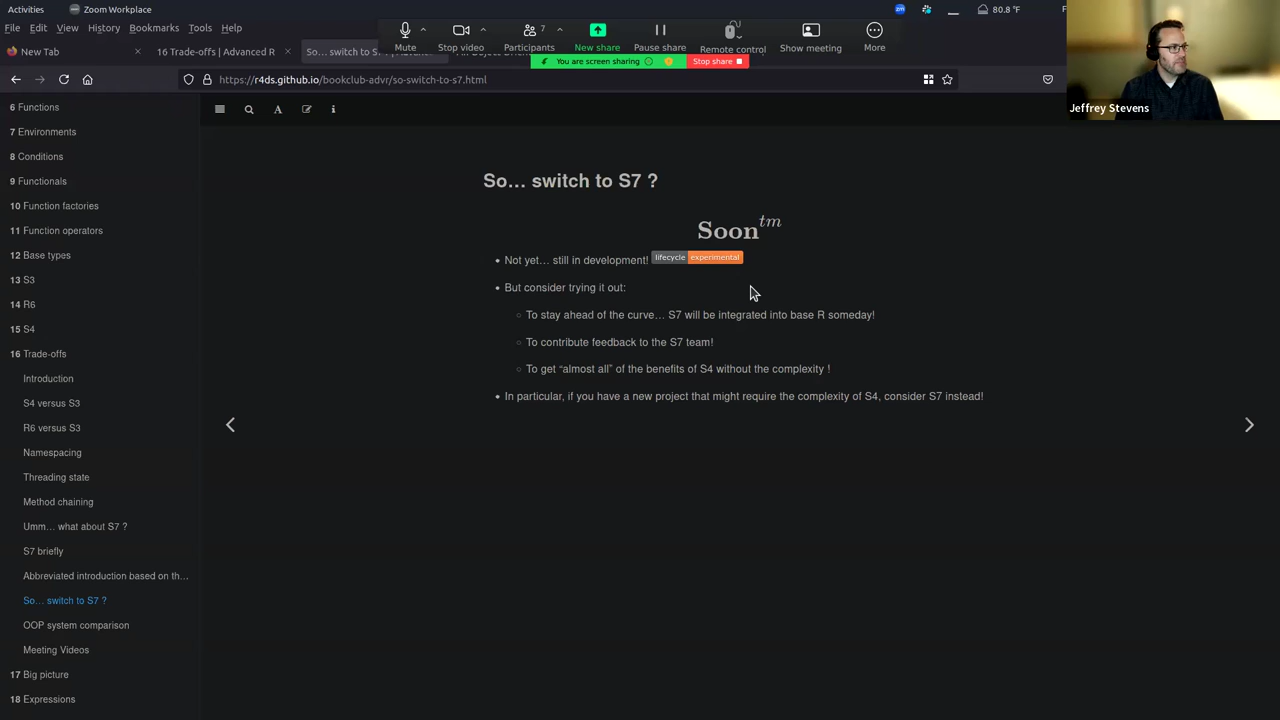 Activities
Zoom Workplace
80.8 °F
File Edit View History Bookmarks Tools Help
7
Mute
Stop video
Participants
New share
Pause share
Remote control
Show meeting
More
New Tab
16 Trade-offs | Advanced R
So… switch to S7
You are screen sharing
Stop share
https://r4ds.github.io/bookclub-advr/so-switch-to-s7.html
Jeffrey Stevens
6 Functions
7 Environments
8 Conditions
9 Functionals
10 Function factories
11 Function operators
12 Base types
13 S3
14 R6
15 S4
16 Trade-offs
Introduction
S4 versus S3
R6 versus S3
Namespacing
Threading state
Method chaining
Umm… what about S7 ?
S7 briefly
Abbreviated introduction based on th…
So… switch to S7 ?
OOP system comparison
Meeting Videos
17 Big picture
18 Expressions
So… switch to S7 ?
Soon tm
Not yet… still in development! lifecycle experimental
But consider trying it out:
To stay ahead of the curve… S7 will be integrated into base R someday!
To contribute feedback to the S7 team!
To get “almost all” of the benefits of S4 without the complexity !
In particular, if you have a new project that might require the complexity of S4, consider S7 instead!